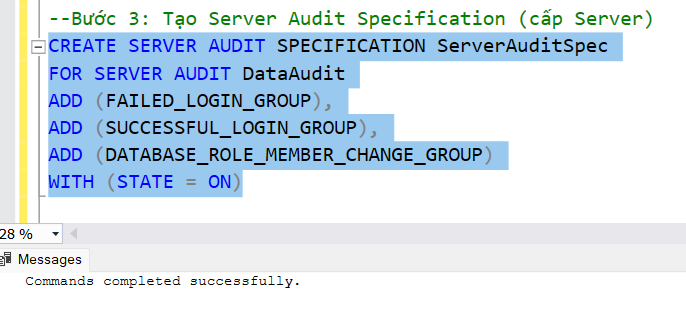 --Bước 3: Tạo Server Audit Specification (cấp Server)
CREATE SERVER AUDIT SPECIFICATION ServerAuditSpec
FOR SERVER AUDIT DataAudit
ADD (FAILED_LOGIN_GROUP),
ADD (SUCCESSFUL_LOGIN_GROUP),
ADD (DATABASE_ROLE_MEMBER_CHANGE_GROUP)
WITH (STATE = ON)
28 %
Messages
Commands completed successfully.